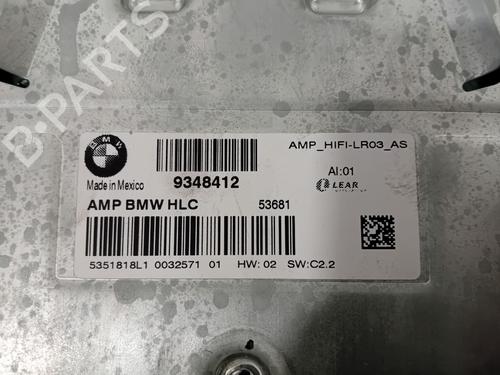 B-PARTS
BMW
AMP_HIFI-LR03_AS
Made in Mexico
9348412
AI:01
LEAR
AMP BMW HLC 53681
5351818L1 0032571 01 HW: 02 SW:C2.2